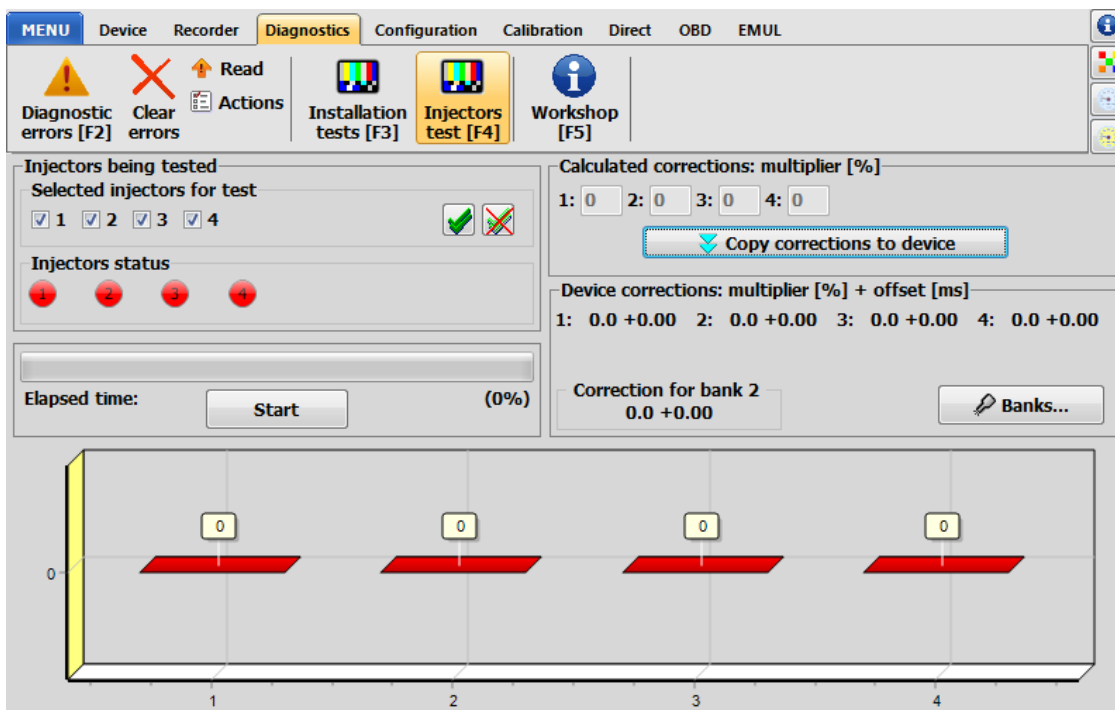 MENU Device Recorder Diagnostics Configuration Calibration Direct OBD EMUL
Diagnostic errors [F2]
Clear errors
Read
Actions
Installation tests [F3]
Injectors test [F4]
Workshop [F5]
Injectors being tested
Selected injectors for test
1 2 3 4
Injectors status
1 2 3 4
Elapsed time: Start (0%)
Calculated corrections: multiplier [%]
1: 0 2: 0 3: 0 4: 0
Copy corrections to device
Device corrections: multiplier [%] + offset [ms]
1: 0.0 +0.00 2: 0.0 +0.00 3: 0.0 +0.00 4: 0.0 +0.00
Correction for bank 2
0.0 +0.00
Banks...
0 0 0 0
0
1 2 3 4